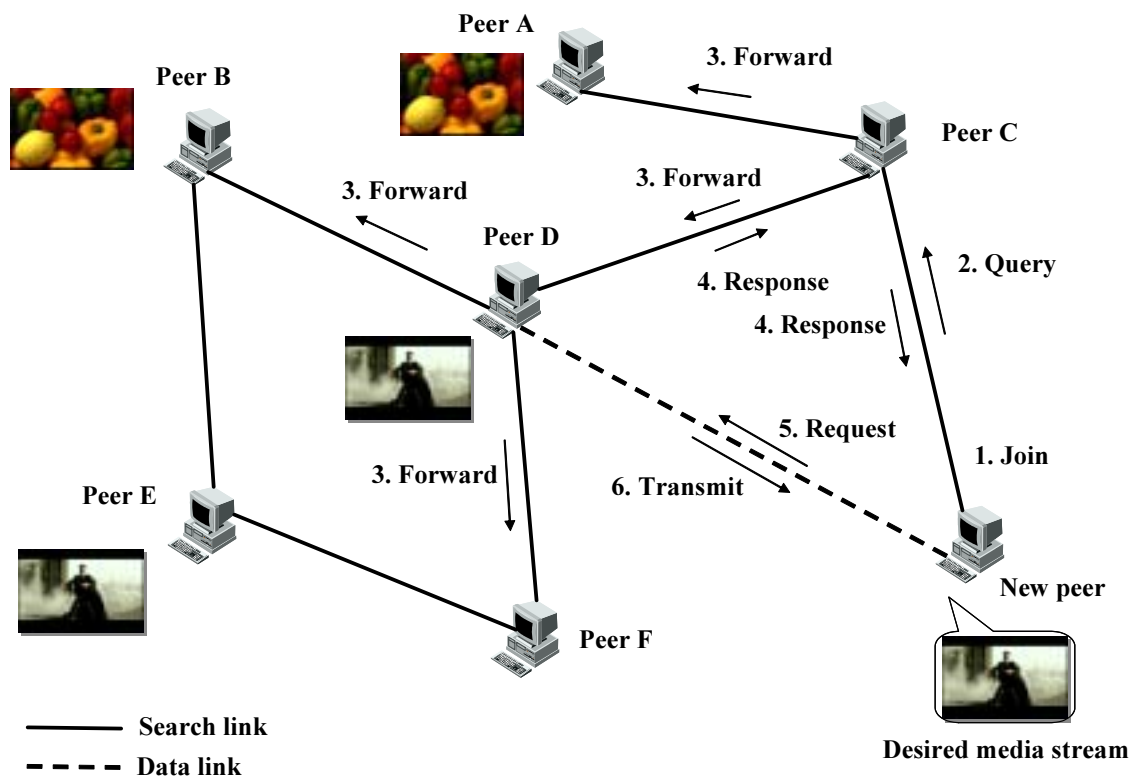 Peer A
3. Forward
Peer B
Peer C
3. Forward
3. Forward
Peer D
2. Query
4. Response
4. Response
5. Request
1. Join
3. Forward
6. Transmit
Peer E
New peer
Peer F
Search link
Desired media stream
Data link